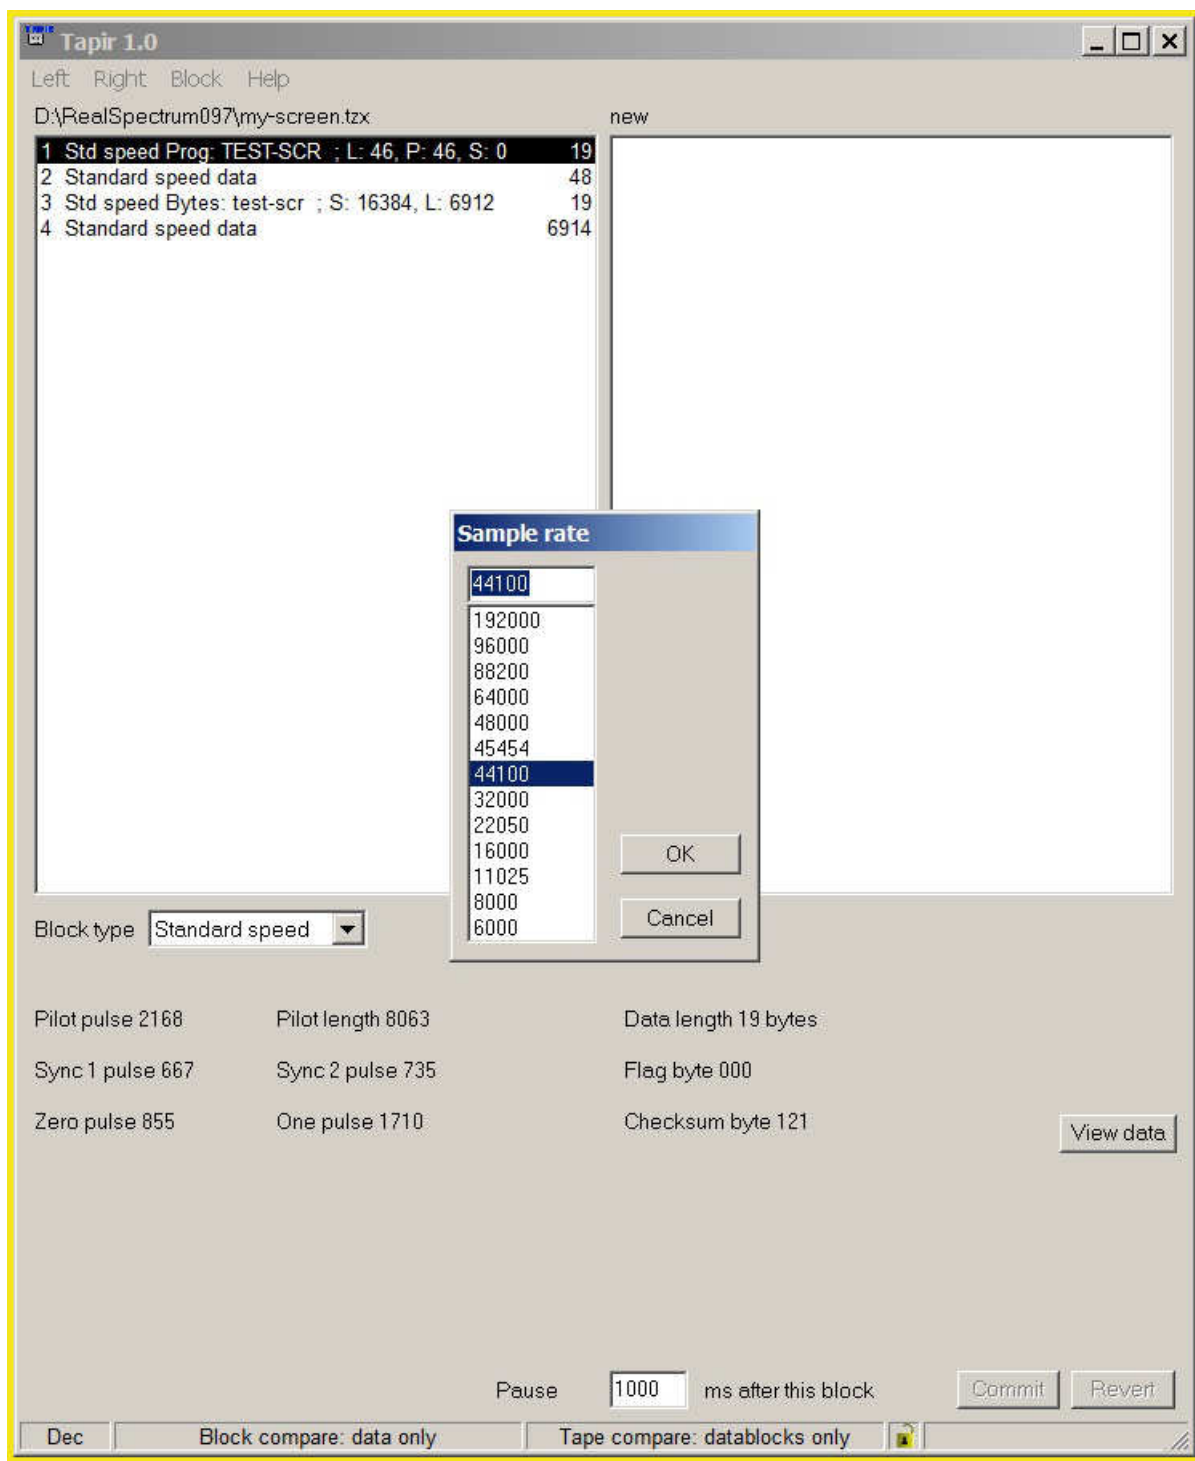 Tapir 1.0
Left Right Block Help
D:\RealSpectrum097\my-screen.tzx new
1 Std speed Prog: TEST-SCR ; L: 46, P: 46, S: 0 19
2 Standard speed data 48
3 Std speed Bytes: test-scr ; S: 16384, L: 6912 19
4 Standard speed data 6914
Sample rate
44100
192000
96000
88200
64000
48000
45454
44100
32000
22050
16000
11025
8000
6000
OK
Cancel
Block type Standard speed
Pilot pulse 2168 Pilot length 8063 Data length 19 bytes
Sync 1 pulse 667 Sync 2 pulse 735 Flag byte 000
Zero pulse 855 One pulse 1710 Checksum byte 121
View data
Pause 1000 ms after this block Commit Revert
Dec Block compare: data only Tape compare: datablocks only